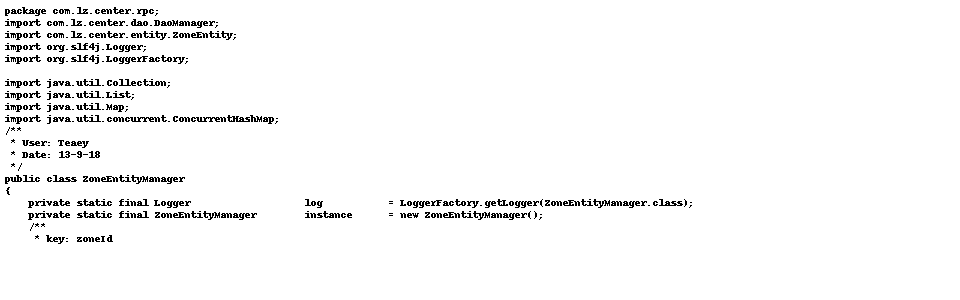 package com.lz.center.rpc;
import com.lz.center.dao.DaoManager;
import com.lz.center.entity.ZoneEntity;
import org.slf4j.Logger;
import org.slf4j.LoggerFactory;

import java.util.Collection;
import java.util.List;
import java.util.Map;
import java.util.concurrent.ConcurrentHashMap;
/**
 * User: Teaey
 * Date: 13-9-18
 */
public class ZoneEntityManager
{
    private static final Logger              log           = LoggerFactory.getLogger(ZoneEntityManager.class);
    private static final ZoneEntityManager        instance      = new ZoneEntityManager();
    /**
     * key: zoneId